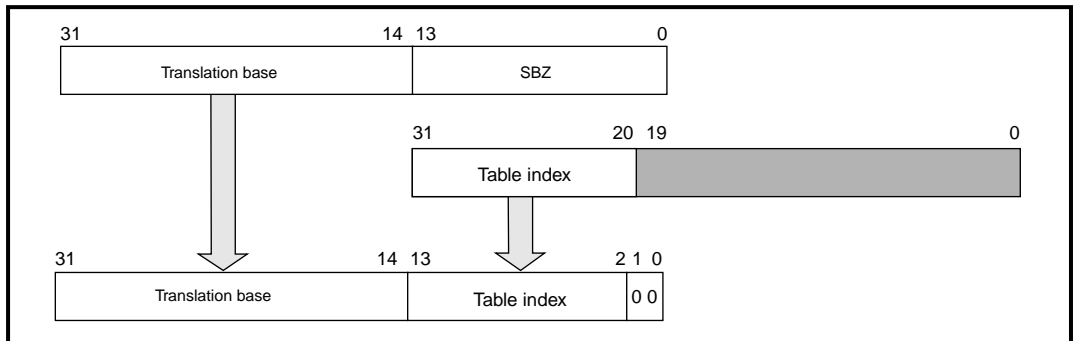 31 14 13 0
Translation base SBZ
31 20 19 0
Table index
31 14 13 2 1 0
Translation base Table index 0 0